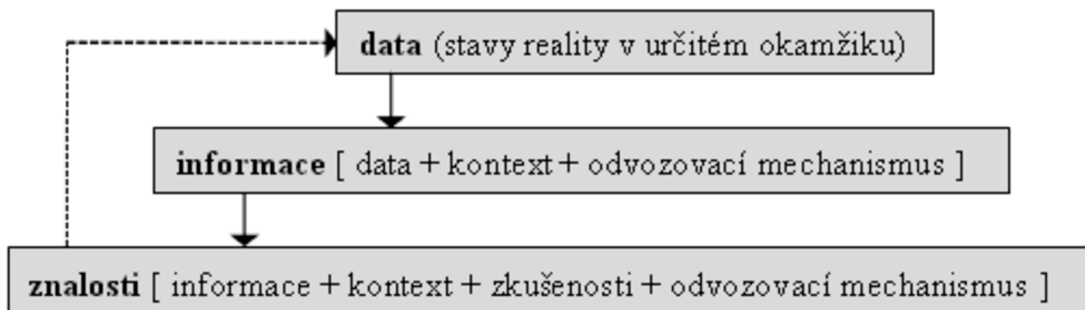 data (stavy reality v určitém okamžiku)
informace [ data + kontext + odvozovací mechanismus ]
znalosti [ informace + kontext + zkušenosti + odvozovací mechanismus ]